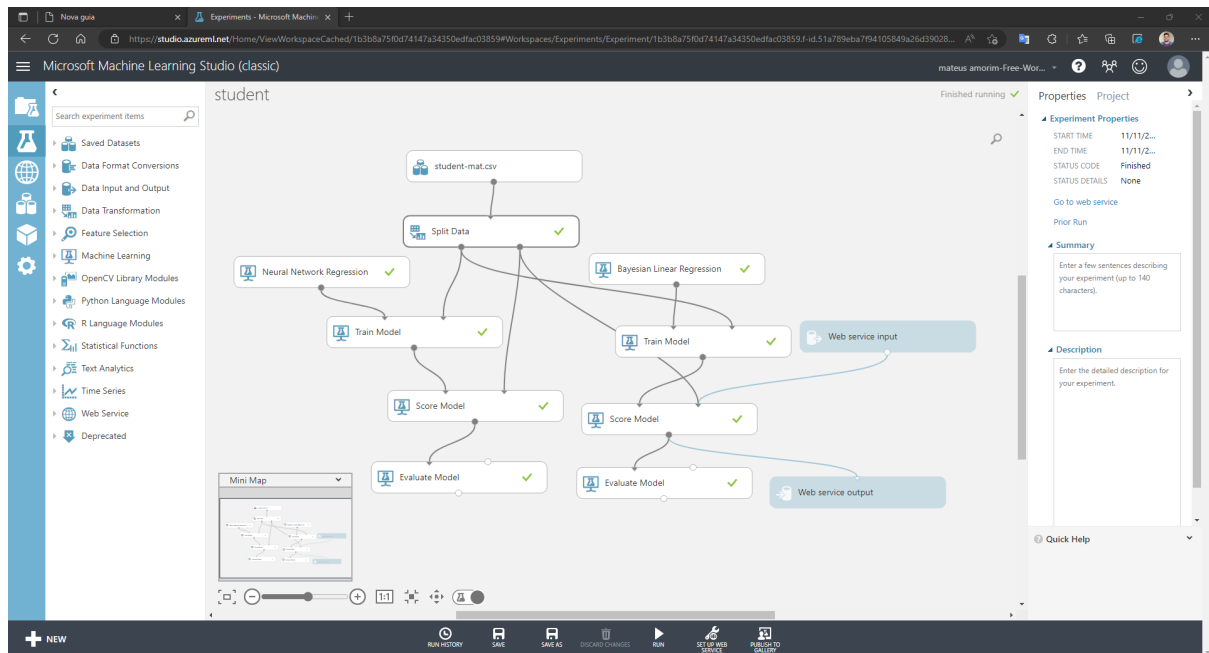 Nova guia
Experiments - Microsoft Machine
https://studio.azureml.net/Home/ViewWorkspaceCached/1b3b8a75f0d74147a34350edfac03859#Workspaces/Experiments/Experiment/1b3b8a75f0d74147a34350edfac03859.f-id.51a789eba7f94105849a26d39028...
Microsoft Machine Learning Studio (classic)
mateus amorim-Free-Wor...
Search experiment items
Saved Datasets
Data Format Conversions
Data Input and Output
Data Transformation
Feature Selection
Machine Learning
OpenCV Library Modules
Python Language Modules
R Language Modules
Statistical Functions
Text Analytics
Time Series
Web Service
Deprecated
student
Finished running
student-mat.csv
Split Data
Neural Network Regression
Bayesian Linear Regression
Train Model
Train Model
Web service input
Score Model
Score Model
Evaluate Model
Evaluate Model
Web service output
Mini Map
1:1
Properties Project
Experiment Properties
START TIME 11/11/2...
END TIME 11/11/2...
STATUS CODE Finished
STATUS DETAILS None
Go to web service
Prior Run
Summary
Enter a few sentences describing
your experiment (up to 140
characters).
Description
Enter the detailed description for
your experiment.
Quick Help
NEW
RUN HISTORY
SAVE
SAVE AS
DISCARD CHANGES
RUN
SET UP WEB
SERVICE
PUBLISH TO
GALLERY